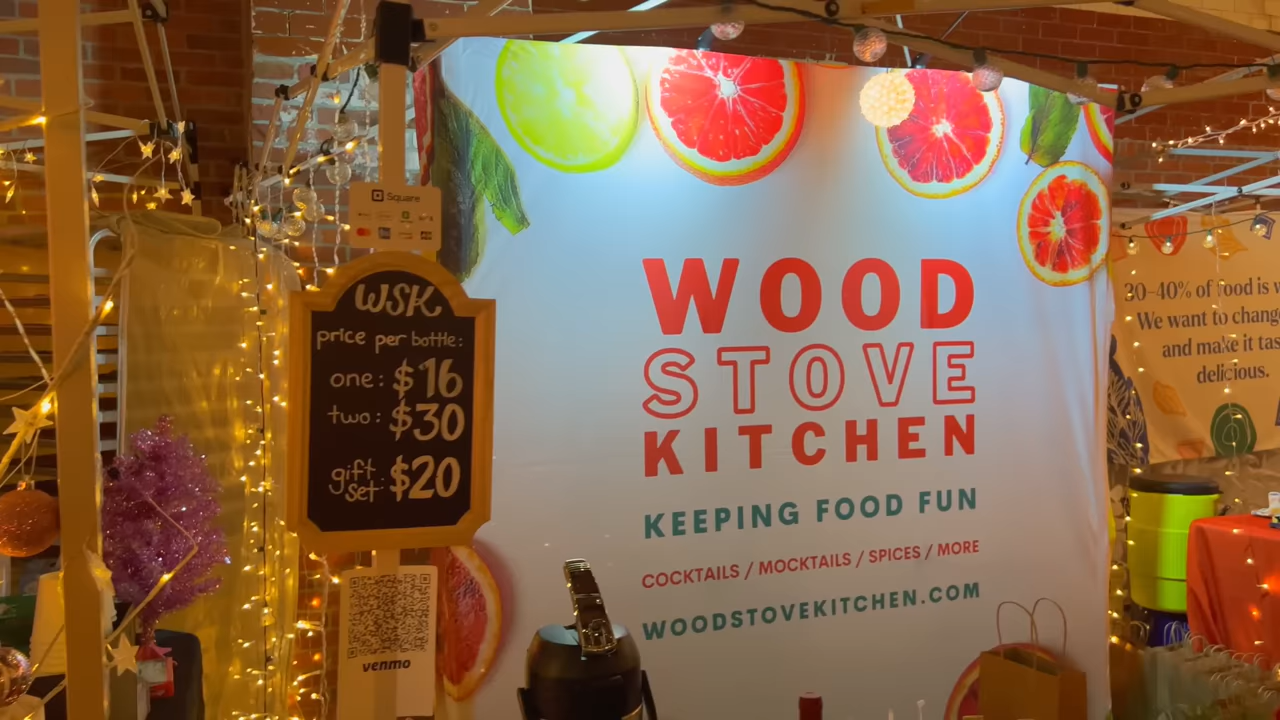 Square
WSK
price per bottle:
one: $16
two: $30
gift set: $20
venmo
WOOD
STOVE
KITCHEN
KEEPING FOOD FUN
COCKTAILS / MOCKTAILS / SPICES / MORE
WOODSTOVEKITCHEN.COM
30-40% of food is
We want to change
and make it
delicious.